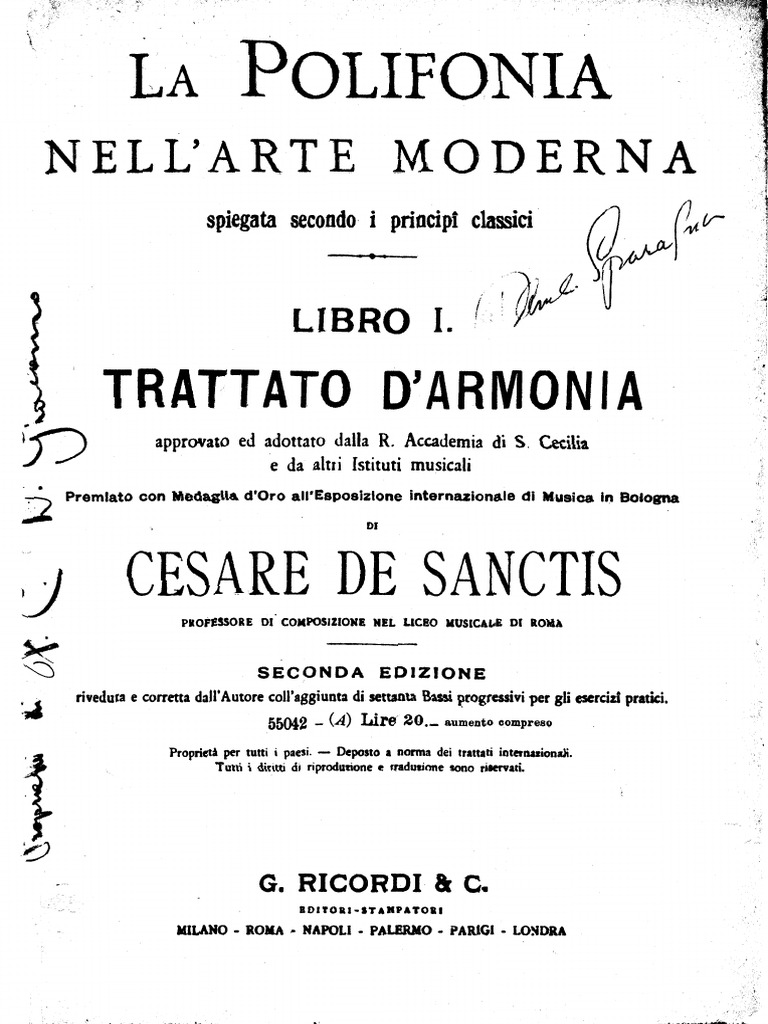 LA POLIFONIA
NELL'ARTE MODERNA
spiegata secondo i principî classici
LIBRO I.
TRATTATO D'ARMONIA
approvato ed adottato dalla R. Accademia di S. Cecilia
e da altri Istituti musicali
Premiato con Medaglia d'Oro all'Esposizione internazionale di Musica in Bologna
DI
CESARE DE SANCTIS
PROFESSORE DI COMPOSIZIONE NEL LICEO MUSICALE DI ROMA
SECONDA EDIZIONE
riveduta e corretta dall'Autore coll'aggiunta di settanta Bassi progressivi per gli esercizî pratici.
55042 - (A) Lire 20.- aumento compreso
Proprietà per tutti i paesi. — Deposto a norma dei trattati internazionali.
Tutti i diritti di riproduzione e traduzione sono riservati.
G. RICORDI & C.
EDITORI-STAMPATORI
MILANO - ROMA - NAPOLI - PALERMO - PARIGI - LONDRA
Giacomo